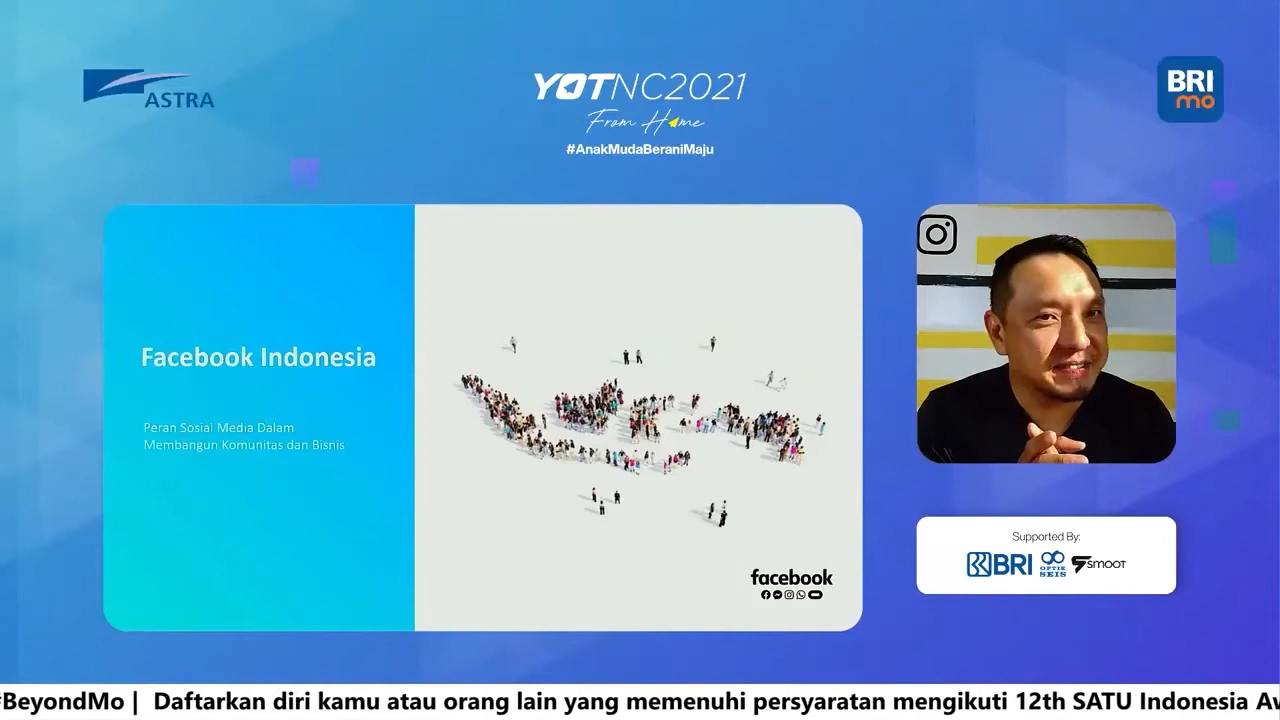 ASTRA
YOTNC2021
From Home
#AnakMudaBeraniMaju
BRI
mo
Facebook Indonesia
Peran Sosial Media Dalam
Membangun Komunitas dan Bisnis
facebook
Supported By:
BRI
OPTIK
SEIS
SMOOT
#BeyondMo | Daftarkan diri kamu atau orang lain yang memenuhi persyaratan mengikuti 12th SATU Indonesia